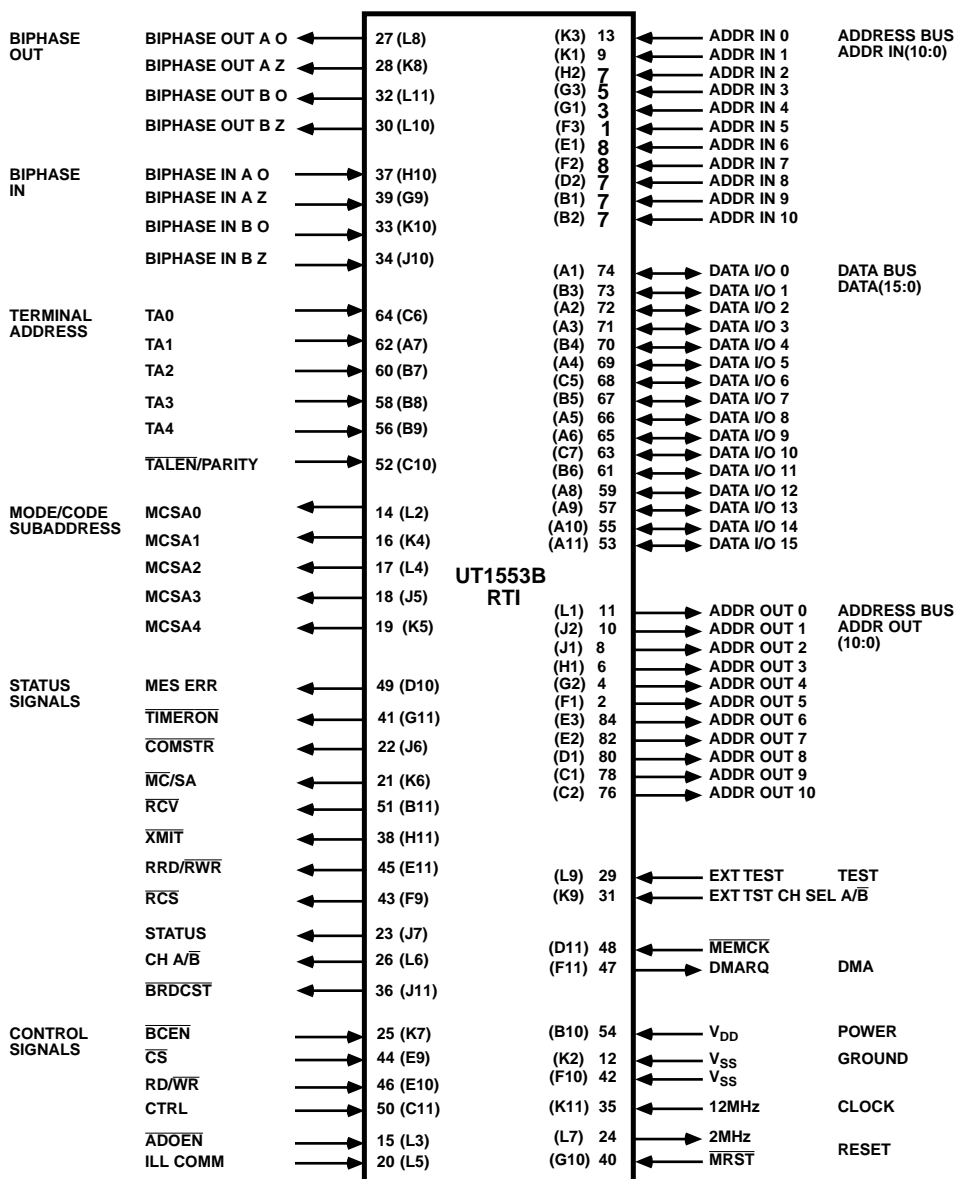 BIPHASE OUT
BIPHASE OUT A O 27 (L8)
BIPHASE OUT A Z 28 (K8)
BIPHASE OUT B O 32 (L11)
BIPHASE OUT B Z 30 (L10)
BIPHASE IN
BIPHASE IN A O 37 (H10)
BIPHASE IN A Z 39 (G9)
BIPHASE IN B O 33 (K10)
BIPHASE IN B Z 34 (J10)
TERMINAL ADDRESS
TA0 64 (C6)
TA1 62 (A7)
TA2 60 (B7)
TA3 58 (B8)
TA4 56 (B9)
T̅A̅L̅E̅N̅/PARITY 52 (C10)
MODE/CODE SUBADDRESS
MCSA0 14 (L2)
MCSA1 16 (K4)
MCSA2 17 (L4)
MCSA3 18 (J5)
MCSA4 19 (K5)
STATUS SIGNALS
MES ERR 49 (D10)
T̅I̅M̅E̅R̅O̅N̅ 41 (G11)
C̅O̅M̅S̅T̅R̅ 22 (J6)
M̅C̅/SA 21 (K6)
R̅C̅V̅ 51 (B11)
X̅M̅I̅T̅ 38 (H11)
RRD/R̅W̅R̅ 45 (E11)
R̅C̅S̅ 43 (F9)
STATUS 23 (J7)
CH A/B̅ 26 (L6)
B̅R̅D̅C̅S̅T̅ 36 (J11)
CONTROL SIGNALS
B̅C̅E̅N̅ 25 (K7)
C̅S̅ 44 (E9)
RD/W̅R̅ 46 (E10)
CTRL 50 (C11)
A̅D̅O̅E̅N̅ 15 (L3)
ILL COMM 20 (L5)
UT1553B
RTI
(K3) 13 ADDR IN 0
(K1) 9 ADDR IN 1
(H2) 7 ADDR IN 2
(G3) 5 ADDR IN 3
(G1) 3 ADDR IN 4
(F3) 1 ADDR IN 5
(E1) 8 ADDR IN 6
(F2) 8 ADDR IN 7
(D2) 7 ADDR IN 8
(B1) 7 ADDR IN 9
(B2) 7 ADDR IN 10
ADDRESS BUS
ADDR IN(10:0)
(A1) 74 DATA I/O 0
(B3) 73 DATA I/O 1
(A2) 72 DATA I/O 2
(A3) 71 DATA I/O 3
(B4) 70 DATA I/O 4
(A4) 69 DATA I/O 5
(C5) 68 DATA I/O 6
(B5) 67 DATA I/O 7
(A5) 66 DATA I/O 8
(A6) 65 DATA I/O 9
(C7) 63 DATA I/O 10
(B6) 61 DATA I/O 11
(A8) 59 DATA I/O 12
(A9) 57 DATA I/O 13
(A10) 55 DATA I/O 14
(A11) 53 DATA I/O 15
DATA BUS
DATA(15:0)
(L1) 11 ADDR OUT 0
(J2) 10 ADDR OUT 1
(J1) 8 ADDR OUT 2
(H1) 6 ADDR OUT 3
(G2) 4 ADDR OUT 4
(F1) 2 ADDR OUT 5
(E3) 84 ADDR OUT 6
(E2) 82 ADDR OUT 7
(D1) 80 ADDR OUT 8
(C1) 78 ADDR OUT 9
(C2) 76 ADDR OUT 10
ADDRESS BUS
ADDR OUT
(10:0)
(L9) 29 EXT TEST TEST
(K9) 31 EXT TST CH SEL A/B̅
(D11) 48 M̅E̅M̅C̅K̅
(F11) 47 DMARQ DMA
(B10) 54 VDD POWER
(K2) 12 VSS GROUND
(F10) 42 VSS
(K11) 35 12MHz CLOCK
(L7) 24 2MHz
RESET
(G10) 40 M̅R̅S̅T̅